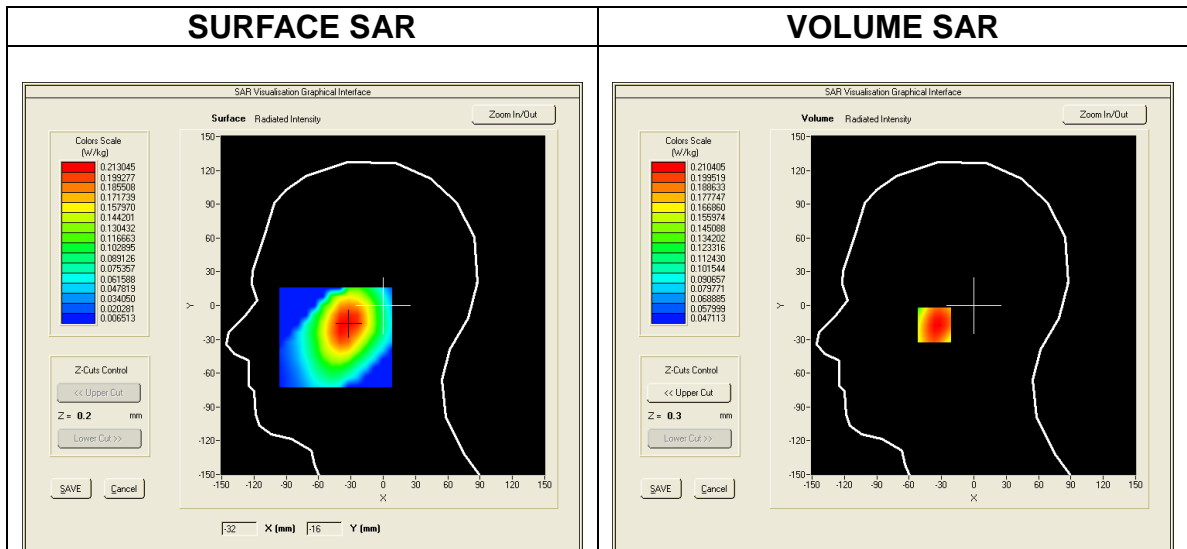 SURFACE SAR
VOLUME SAR
SAR Visualisation Graphical Interface
Surface Radiated Intensity
Zoom In/Out
Colors Scale
(W/kg)
0.213045
0.199277
0.185508
0.171739
0.157970
0.144201
0.130432
0.116663
0.102895
0.089126
0.075357
0.061588
0.047819
0.034050
0.020281
0.006513
Z-Cuts Control
<< Upper Cut
Z = 0.2 mm
Lower Cut >>
SAVE Cancel
150
120
90
60
30
0
-30
-60
-90
-120
-150
Y
-150 -120 -90 -60 -30 0 30 60 90 120 150
X
-32 X (mm) -16 Y (mm)
SAR Visualisation Graphical Interface
Volume Radiated Intensity
Zoom In/Out
Colors Scale
(W/kg)
0.210405
0.199519
0.188633
0.177747
0.166860
0.155974
0.145088
0.134202
0.123316
0.112430
0.101544
0.090657
0.079771
0.068885
0.057999
0.047113
Z-Cuts Control
<< Upper Cut
Z = 0.3 mm
Lower Cut >>
SAVE Cancel
150
120
90
60
30
0
-30
-60
-90
-120
-150
Y
-150 -120 -90 -60 -30 0 30 60 90 120 150
X